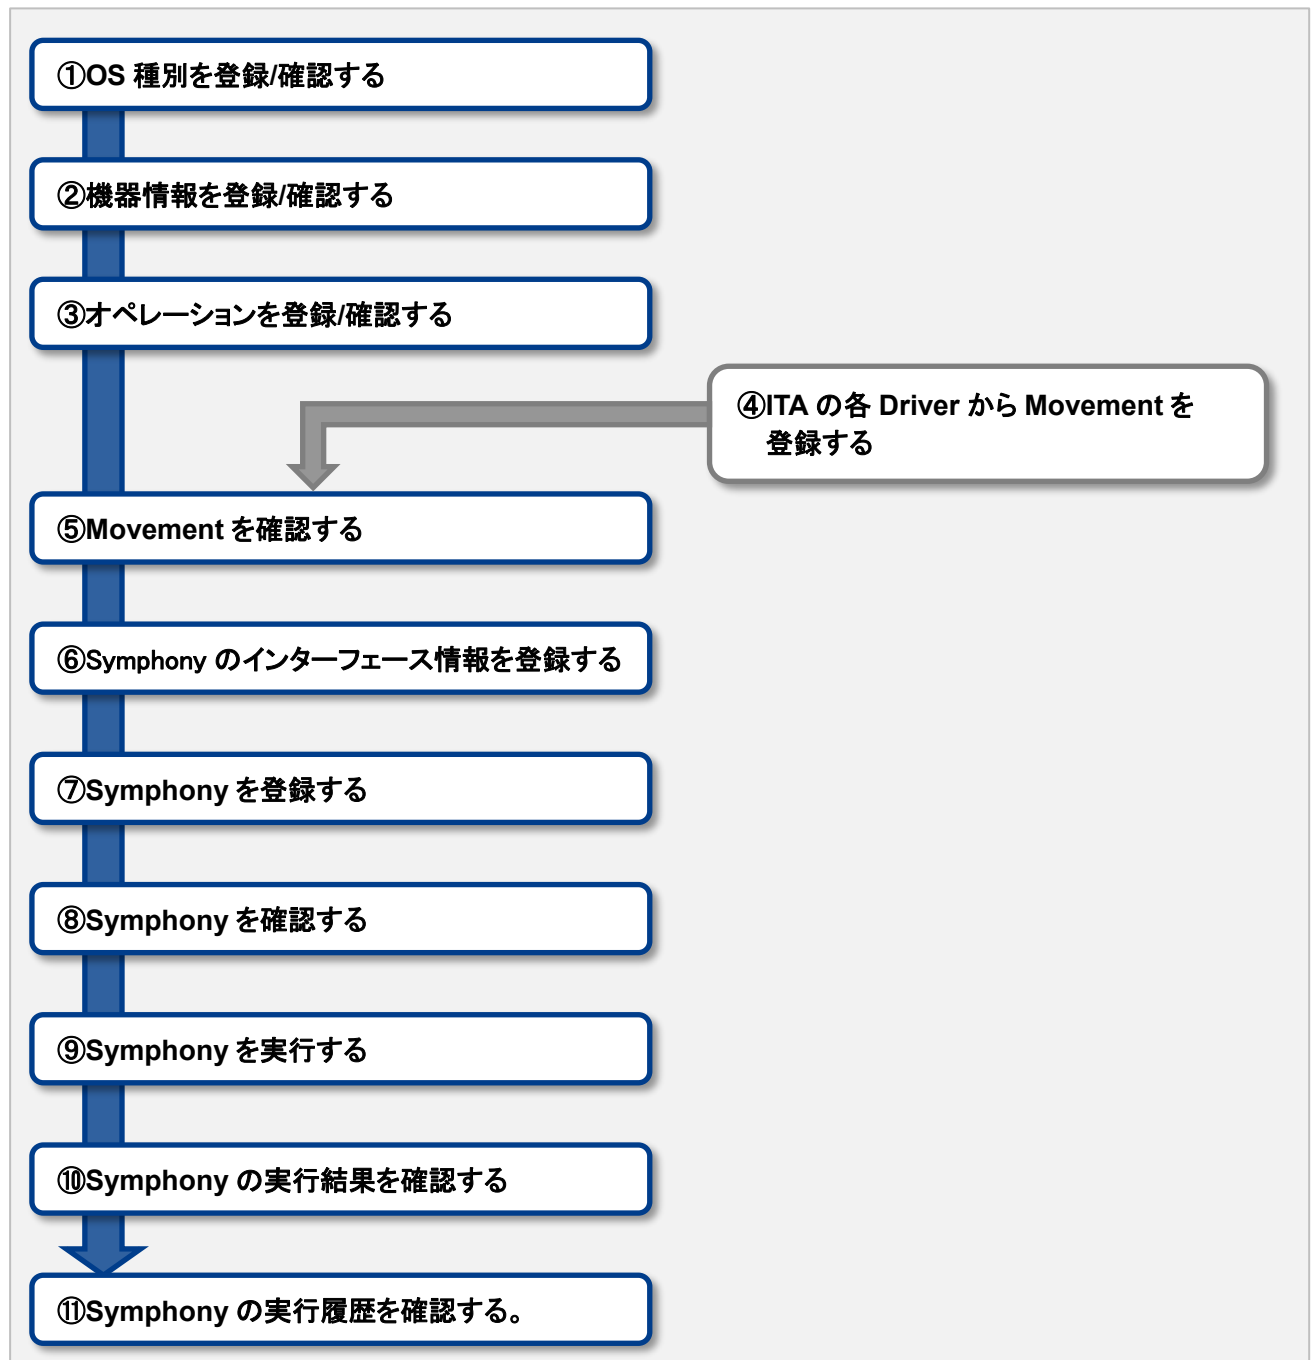 ①OS 種別を登録/確認する
②機器情報を登録/確認する
③オペレーションを登録/確認する
④ITA の各 Driver から Movement を
登録する
⑤Movement を確認する
⑥Symphony のインターフェース情報を登録する
⑦Symphony を登録する
⑧Symphony を確認する
⑨Symphony を実行する
⑩Symphony の実行結果を確認する
⑪Symphony の実行履歴を確認する。